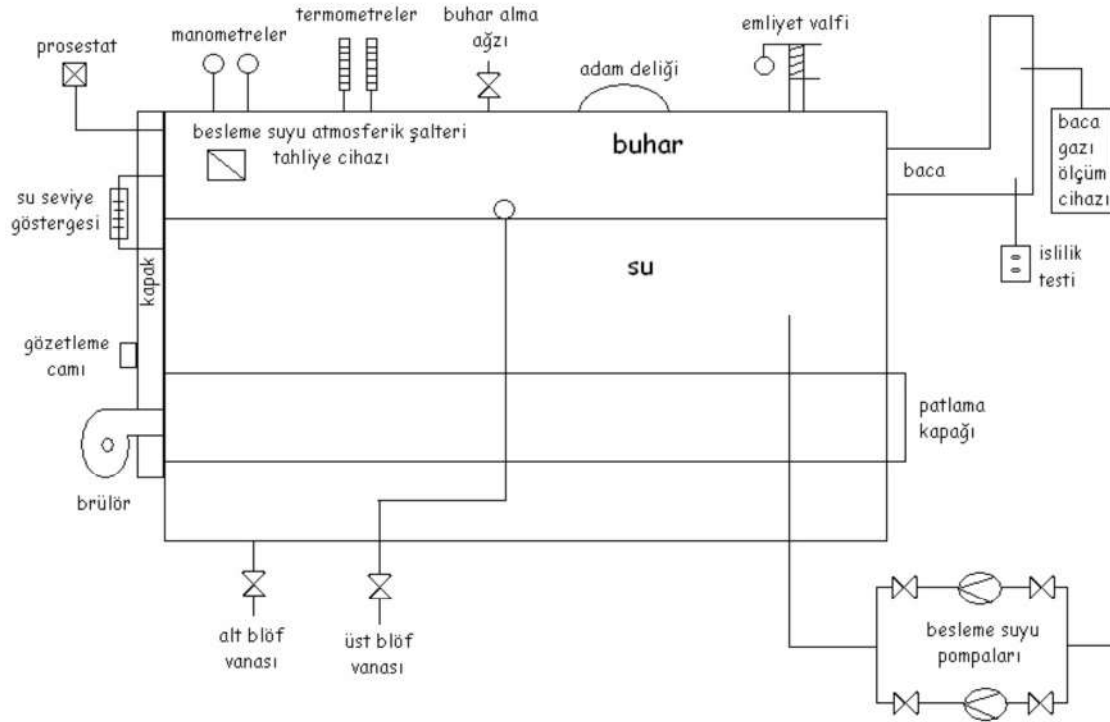 termometreler
buhar alma
ağzı
emliyet valfi
prosestat
manometreler
adam deliği
besleme suyu atmosferik şalteri
tahliye cihazı
buhar
baca
baca
gazı
ölçüm
cihazı
su seviye
göstergesi
kapak
su
islilik
testi
gözetleme
camı
patlama
kapağı
brülör
alt blöf
vanası
üst blöf
vanası
besleme suyu
pompaları